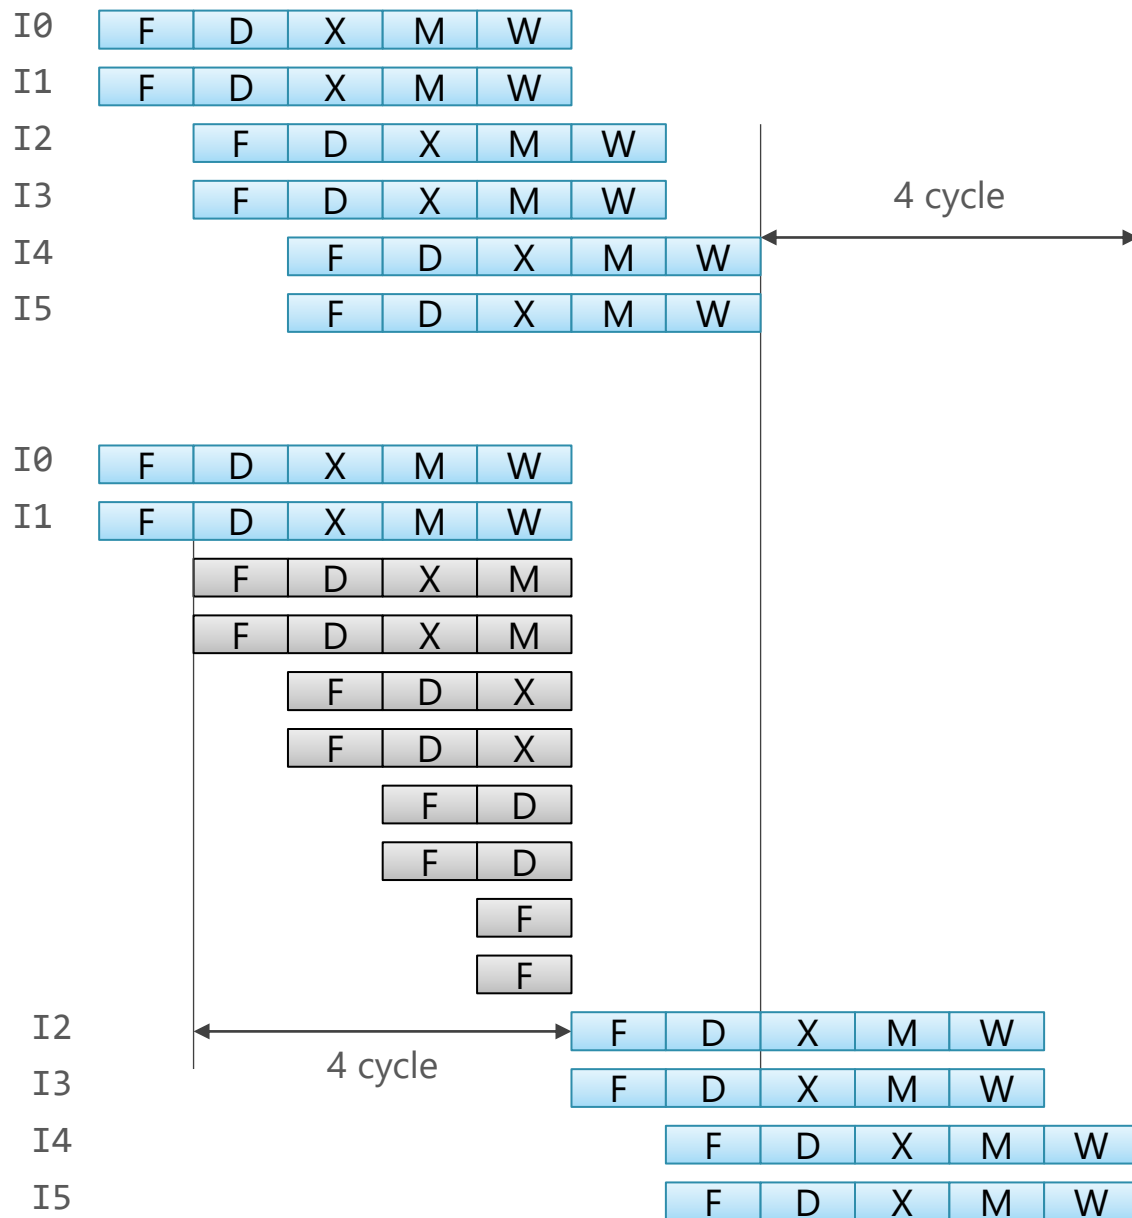 I0 F D X M W
I1 F D X M W
I2 F D X M W
I3 F D X M W
4 cycle
I4 F D X M W
I5 F D X M W
I0 F D X M W
I1 F D X M W
F D X M
F D X M
F D X
F D X
F D
F D
F
F
I2 F D X M W
4 cycle
I3 F D X M W
I4 F D X M W
I5 F D X M W